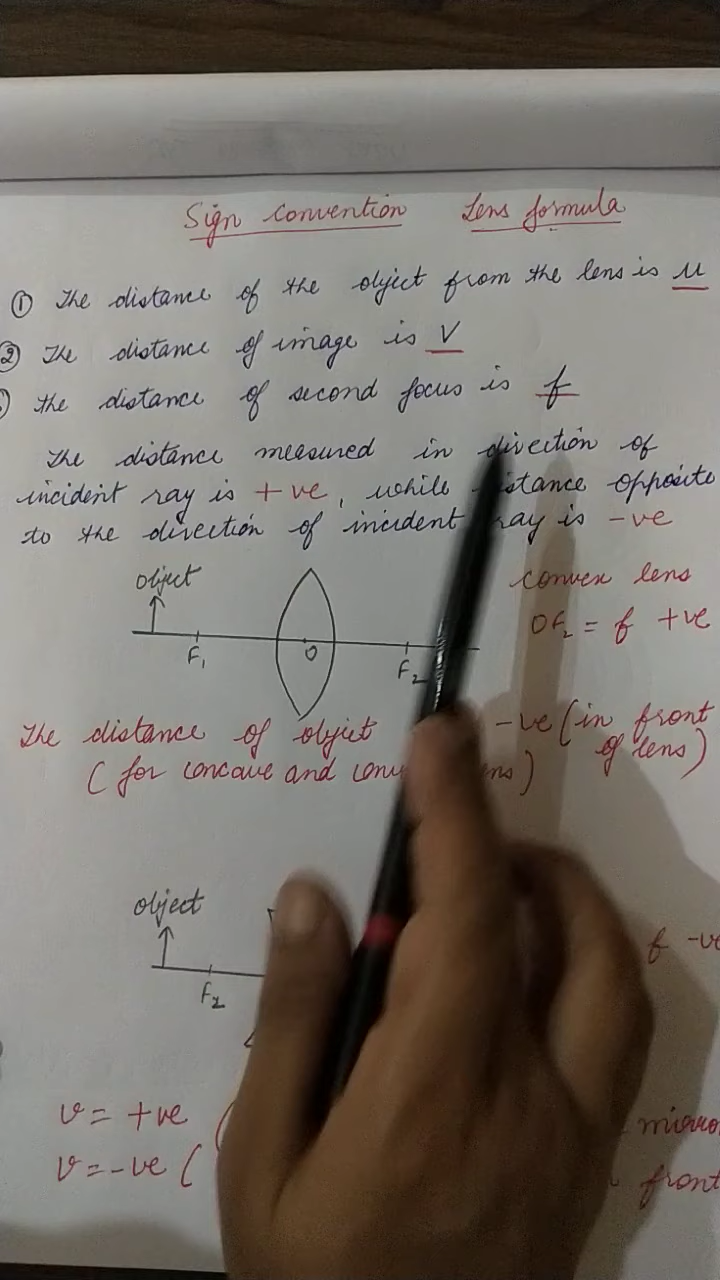 Sign convention Lens formula
① The distance of the object from the lens is u
② The distance of image is V
the distance of second focus is f
The distance measured in direction of
incident ray is +ve, while distance opposite
to the direction of incident ray is -ve
object
convex lens
OF₂ = f +ve
F₁ O F₂
The distance of object -ve (in front
of lens)
(for concave and
object
f -ve
F₂
v = +ve (
v = -ve ( front